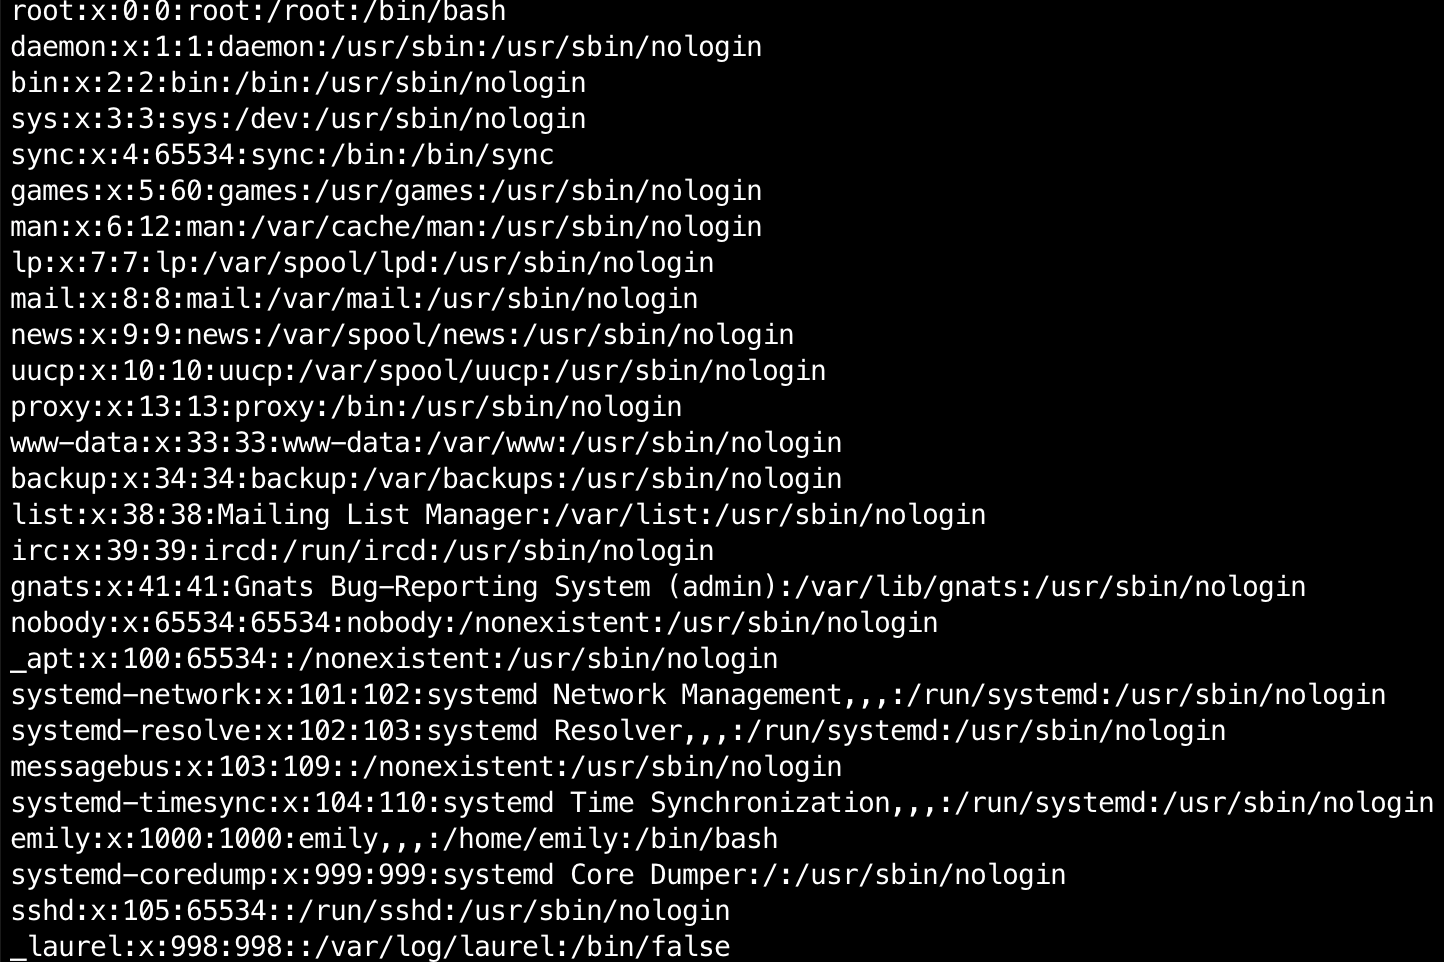 root:x:0:0:root:/root:/bin/bash
daemon:x:1:1:daemon:/usr/sbin:/usr/sbin/nologin
bin:x:2:2:bin:/bin:/usr/sbin/nologin
sys:x:3:3:sys:/dev:/usr/sbin/nologin
sync:x:4:65534:sync:/bin:/bin/sync
games:x:5:60:games:/usr/games:/usr/sbin/nologin
man:x:6:12:man:/var/cache/man:/usr/sbin/nologin
lp:x:7:7:lp:/var/spool/lpd:/usr/sbin/nologin
mail:x:8:8:mail:/var/mail:/usr/sbin/nologin
news:x:9:9:news:/var/spool/news:/usr/sbin/nologin
uucp:x:10:10:uucp:/var/spool/uucp:/usr/sbin/nologin
proxy:x:13:13:proxy:/bin:/usr/sbin/nologin
www-data:x:33:33:www-data:/var/www:/usr/sbin/nologin
backup:x:34:34:backup:/var/backups:/usr/sbin/nologin
list:x:38:38:Mailing List Manager:/var/list:/usr/sbin/nologin
irc:x:39:39:ircd:/run/ircd:/usr/sbin/nologin
gnats:x:41:41:Gnats Bug-Reporting System (admin):/var/lib/gnats:/usr/sbin/nologin
nobody:x:65534:65534:nobody:/nonexistent:/usr/sbin/nologin
_apt:x:100:65534::/nonexistent:/usr/sbin/nologin
systemd-network:x:101:102:systemd Network Management,,,:/run/systemd:/usr/sbin/nologin
systemd-resolve:x:102:103:systemd Resolver,,,:/run/systemd:/usr/sbin/nologin
messagebus:x:103:109::/nonexistent:/usr/sbin/nologin
systemd-timesync:x:104:110:systemd Time Synchronization,,,:/run/systemd:/usr/sbin/nologin
emily:x:1000:1000:emily,,,:/home/emily:/bin/bash
systemd-coredump:x:999:999:systemd Core Dumper:/:/usr/sbin/nologin
sshd:x:105:65534::/run/sshd:/usr/sbin/nologin
_laurel:x:998:998::/var/log/laurel:/bin/false